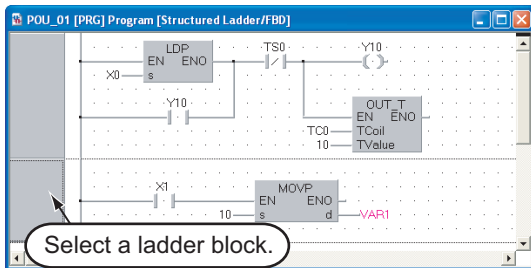 POU_01 [PRG] Program [Structured Ladder/FBD]
LDP TS0 Y10
EN ENO
X0 s
Y10
OUT_T
EN ENO
TC0 TCoil
10 TValue
X1 MOVP
EN ENO
10 s d VAR1
Select a ladder block.